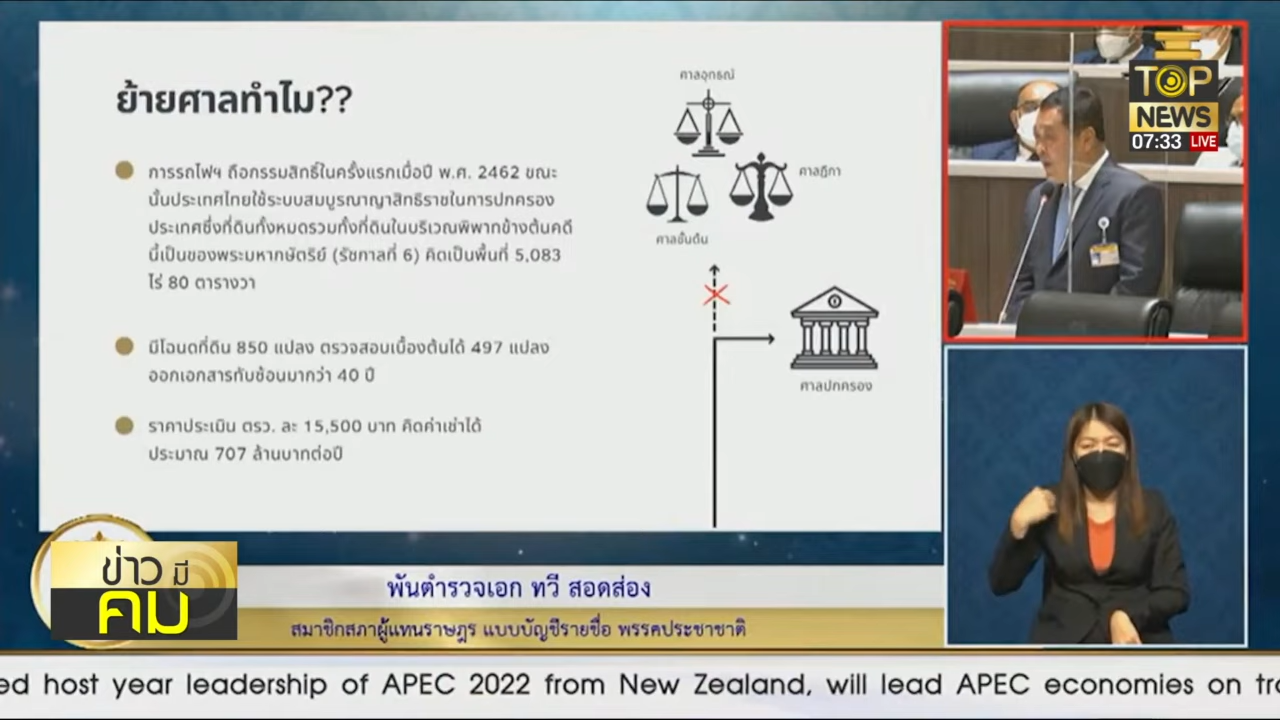 ย้ายศาลทำไม??
การรถไฟฯ ถือกรรมสิทธิ์ในครั้งแรกเมื่อปี พ.ศ. 2462 ขณะ
นั้นประเทศไทยใช้ระบบสมบูรณาญาสิทธิราชในการปกครอง
ประเทศซึ่งที่ดินทั้งหมดรวมทั้งที่ดินในบริเวณพิพาทข้างต้นคดี
นี้เป็นของพระมหากษัตริย์ (รัชกาลที่ 6) คิดเป็นพื้นที่ 5,083
ไร่ 80 ตารางวา
มีโฉนดที่ดิน 850 แปลง ตรวจสอบเบื้องต้นได้ 497 แปลง
ออกเอกสารทับซ้อนมากว่า 40 ปี
ราคาประเมิน ตรว. ละ 15,500 บาท คิดค่าเช่าได้
ประมาณ 707 ล้านบาทต่อปี
ศาลอุทธรณ์
ศาลฎีกา
ศาลชั้นต้น
ศาลปกครอง
TOP
NEWS
07:33 LIVE
ข่าวมี
คม
พันตำรวจเอก ทวี สอดส่อง
สมาชิกสภาผู้แทนราษฎร แบบบัญชีรายชื่อ พรรคประชาชาติ
ed host year leadership of APEC 2022 from New Zealand, will lead APEC economies on tra